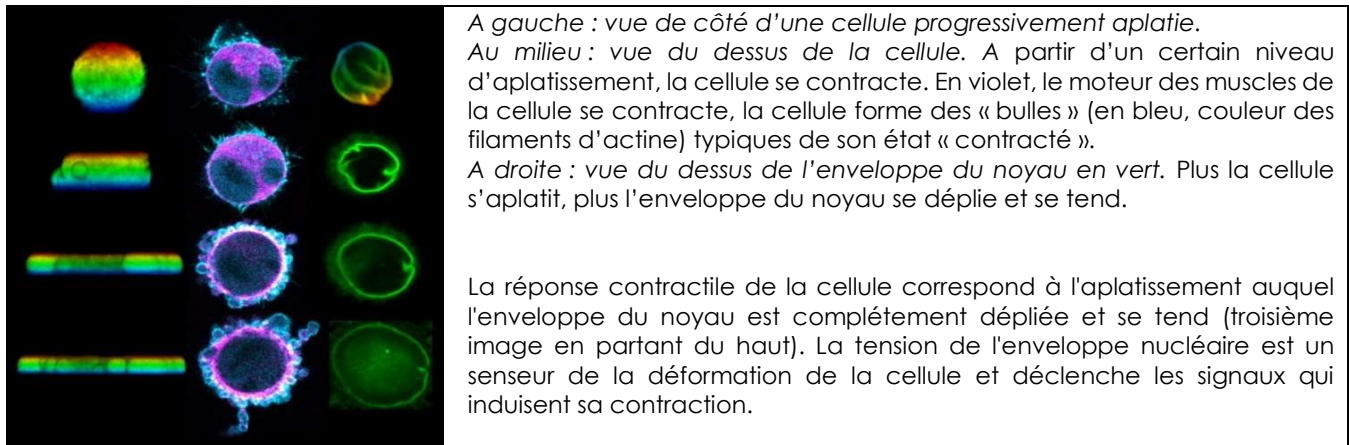 A gauche : vue de côté d’une cellule progressivement aplatie.
Au milieu : vue du dessus de la cellule. A partir d’un certain niveau
d’aplatissement, la cellule se contracte. En violet, le moteur des muscles de
la cellule se contracte, la cellule forme des « bulles » (en bleu, couleur des
filaments d’actine) typiques de son état « contracté ».
A droite : vue du dessus de l’enveloppe du noyau en vert. Plus la cellule
s’aplatit, plus l’enveloppe du noyau se déplie et se tend.
La réponse contractile de la cellule correspond à l'aplatissement auquel
l'enveloppe du noyau est complétement dépliée et se tend (troisième
image en partant du haut). La tension de l'enveloppe nucléaire est un
senseur de la déformation de la cellule et déclenche les signaux qui
induisent sa contraction.